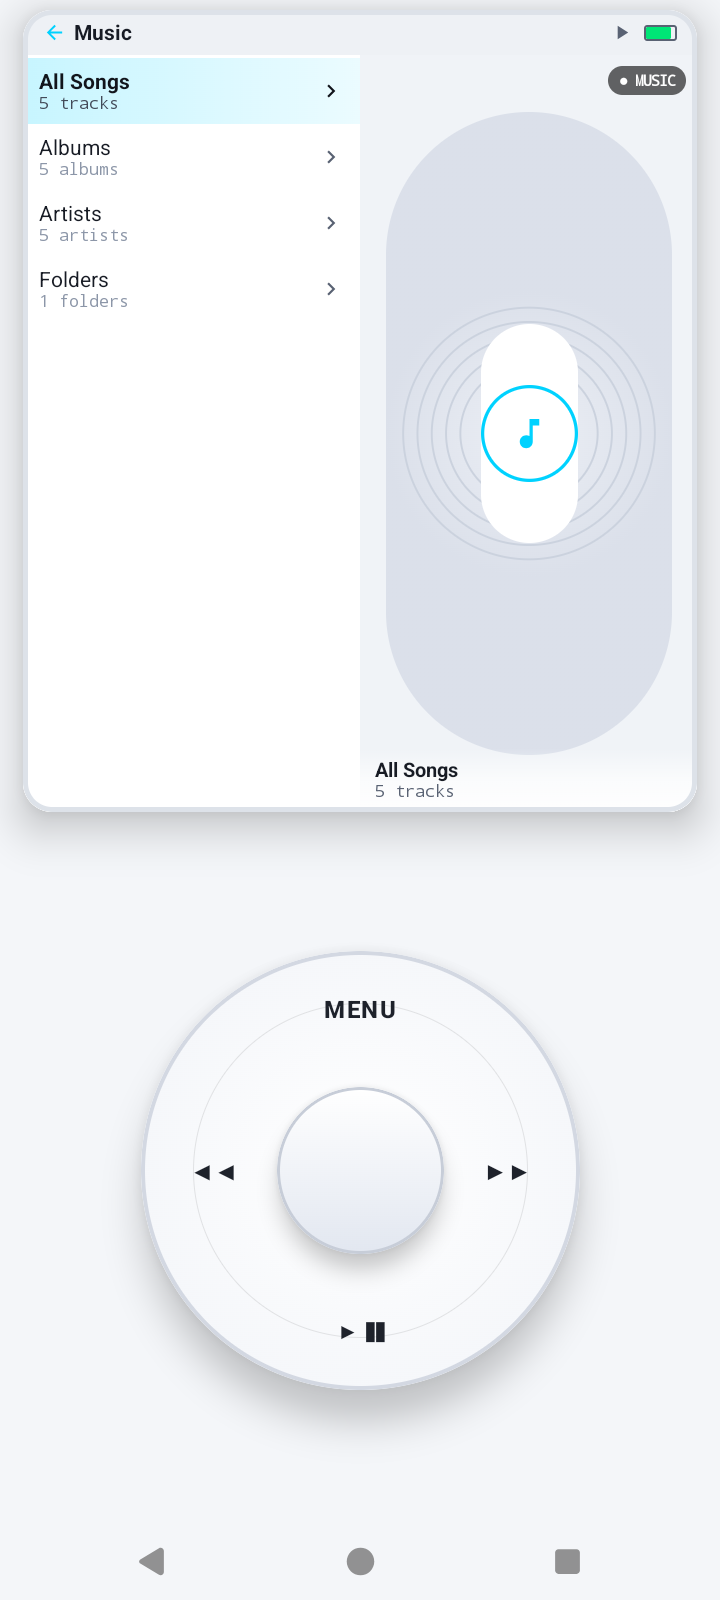 Music
● MUSIC
All Songs
5 tracks
Albums
5 albums
Artists
5 artists
Folders
1 folders
All Songs
5 tracks
MENU